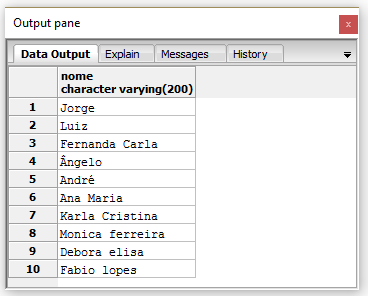 Output pane
x
Data Output Explain Messages History
nome
character varying(200)
1 Jorge
2 Luiz
3 Fernanda Carla
4 Ângelo
5 André
6 Ana Maria
7 Karla Cristina
8 Monica ferreira
9 Debora elisa
10 Fabio lopes